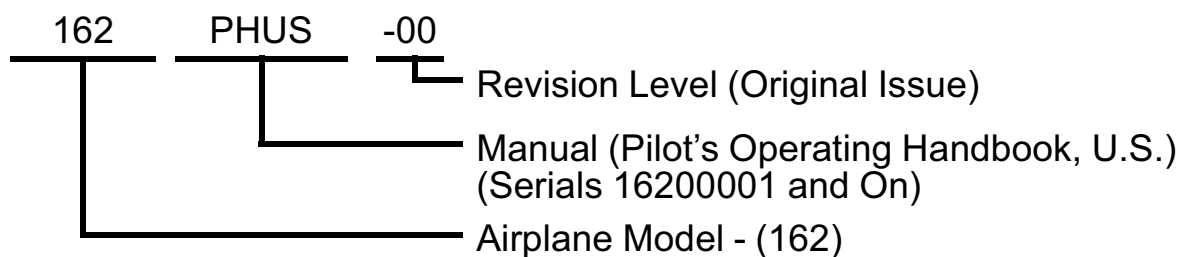 162 PHUS -00
Revision Level (Original Issue)
Manual (Pilot’s Operating Handbook, U.S.)
(Serials 16200001 and On)
Airplane Model - (162)